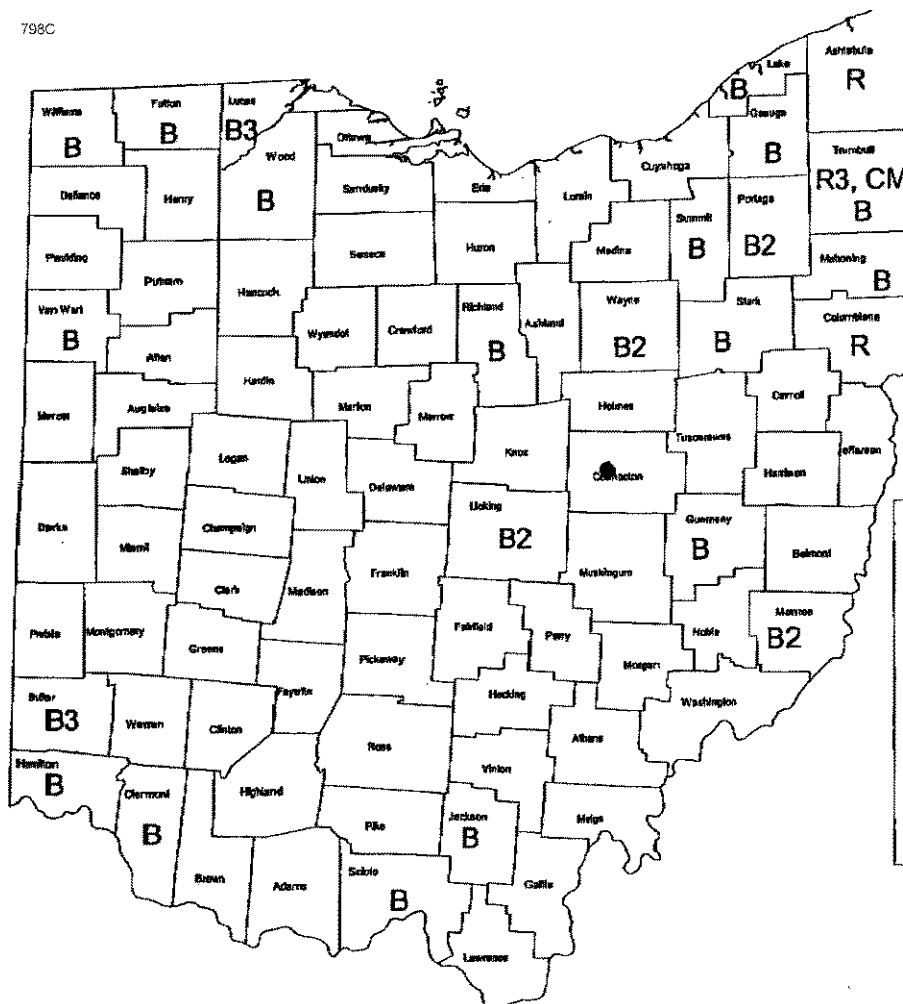 798C
Ashtabula
R
Lake
B
Geauga
B
Williams
B
Fulton
B
Lucas
B3
Ottawa
Wood
B
Cuyahoga
Trumbull
R3, CM
B
Defiance
Henry
Sandusky
Erie
Lorain
Summit
B
Portage
B2
Paulding
Putnam
Hancock
Seneca
Huron
Medina
Mahoning
B
Van Wert
B
Allen
Wyandot
Crawford
Richland
B
Ashland
Wayne
B2
Stark
B
Columbiana
R
Mercer
Auglaize
Hardin
Marion
Morrow
Holmes
Carroll
Tuscarawas
Jefferson
Shelby
Logan
Union
Delaware
Knox
Coshocton
Harrison
Darke
Miami
Champaign
Licking
B2
Guernsey
B
Belmont
Clark
Madison
Franklin
Muskingum
Preble
Montgomery
Greene
Fairfield
Perry
Noble
Monroe
B2
Pickaway
Morgan
Washington
Butler
B3
Warren
Clinton
Fayette
Hocking
Ross
Athens
Hamilton
B
Clermont
B
Highland
Vinton
Pike
Jackson
B
Meigs
Brown
Adams
Scioto
B
Gallia
Lawrence